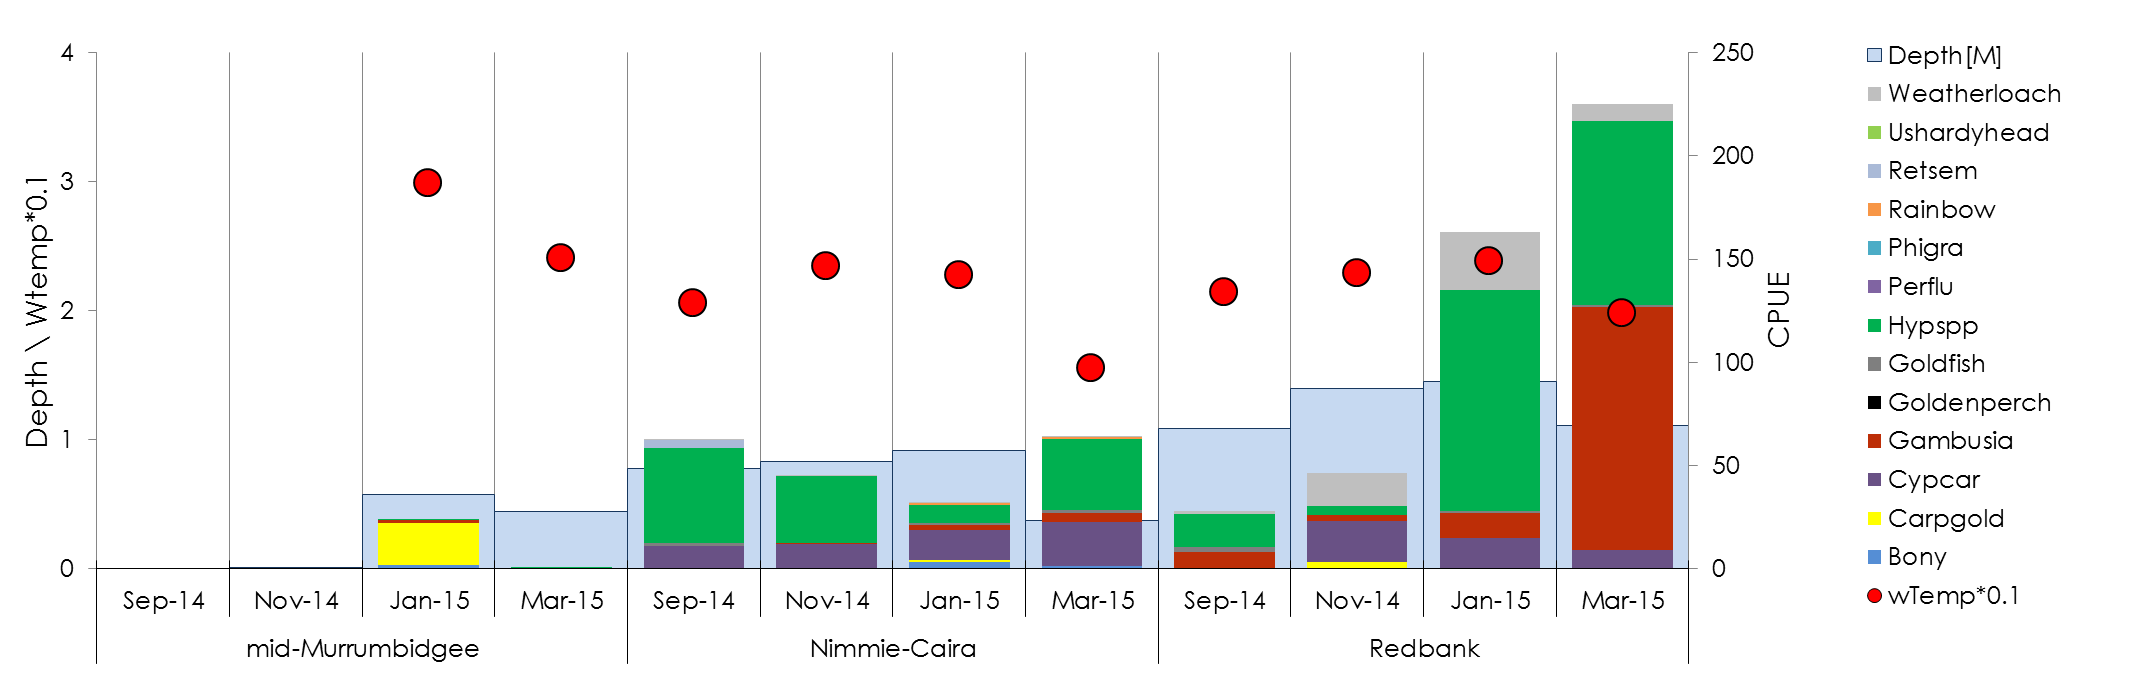 4
3
2
1
0
Depth \ Wtemp*0.1
250
200
150
100
50
0
CPUE
Sep-14 Nov-14 Jan-15 Mar-15 Sep-14 Nov-14 Jan-15 Mar-15 Sep-14 Nov-14 Jan-15 Mar-15
mid-Murrumbidgee Nimmie-Caira Redbank
Depth[M]
Weatherloach
Ushardyhead
Retsem
Rainbow
Phigra
Perflu
Hypspp
Goldfish
Goldenperch
Gambusia
Cypcar
Carpgold
Bony
wTemp*0.1